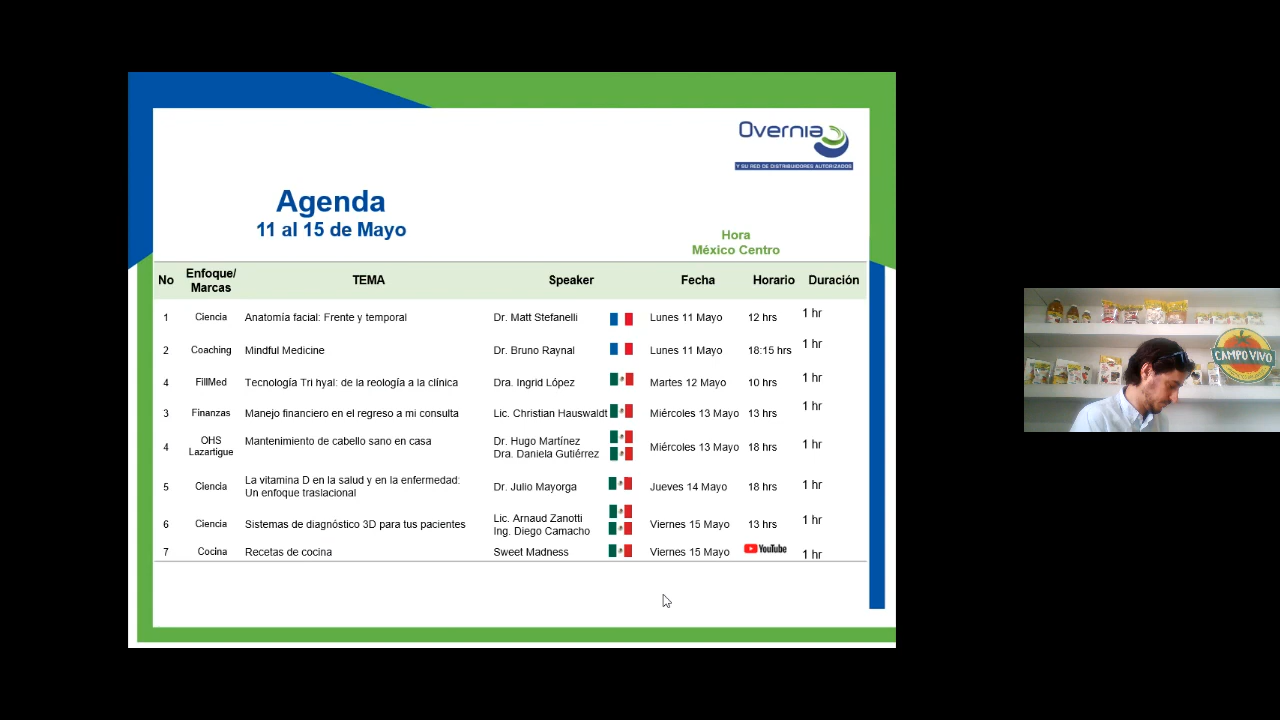 Overnia
Y SU RED DE DISTRIBUIDORES AUTORIZADOS
Agenda
11 al 15 de Mayo
Hora
México Centro
No Enfoque/ Marcas TEMA Speaker Fecha Horario Duración
1 Ciencia Anatomía facial: Frente y temporal Dr. Matt Stefanelli Lunes 11 Mayo 12 hrs 1 hr
2 Coaching Mindful Medicine Dr. Bruno Raynal Lunes 11 Mayo 18:15 hrs 1 hr
4 FillMed Tecnología Tri hyal: de la reología a la clínica Dra. Ingrid López Martes 12 Mayo 10 hrs 1 hr
3 Finanzas Manejo financiero en el regreso a mi consulta Lic. Christian Hauswaldt Miércoles 13 Mayo 13 hrs 1 hr
4 OHS Lazartigue Mantenimiento de cabello sano en casa Dr. Hugo Martínez Dra. Daniela Gutiérrez Miércoles 13 Mayo 18 hrs 1 hr
5 Ciencia La vitamina D en la salud y en la enfermedad: Un enfoque traslacional Dr. Julio Mayorga Jueves 14 Mayo 18 hrs 1 hr
6 Ciencia Sistemas de diagnóstico 3D para tus pacientes Lic. Arnaud Zanotti Ing. Diego Camacho Viernes 15 Mayo 13 hrs 1 hr
7 Cocina Recetas de cocina Sweet Madness Viernes 15 Mayo YouTube 1 hr
CAMPO VIVO